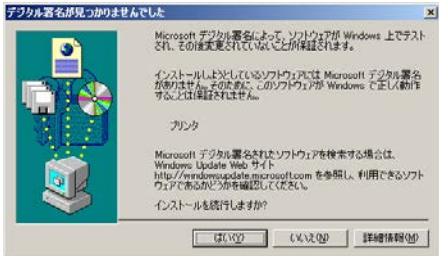 デジタル署名が見つかりませんでした
Microsoft デジタル署名によって、ソフトウェアが Windows 上でテスト
され、その後変更されていないことが保証されます。
インストールしようとしているソフトウェアには Microsoft デジタル署名
がありません。そのために、このソフトウェアが Windows で正しく動作
することは保証されません。
プリンタ
Microsoft デジタル署名されたソフトウェアを検索する場合は、
Windows Update Web サイト
http://windowsupdate.microsoft.com を参照し、利用できるソフト
ウェアであるかどうかを確認してください。
インストールを続行しますか?
はい(Y)
いいえ(N)
詳細情報(M)